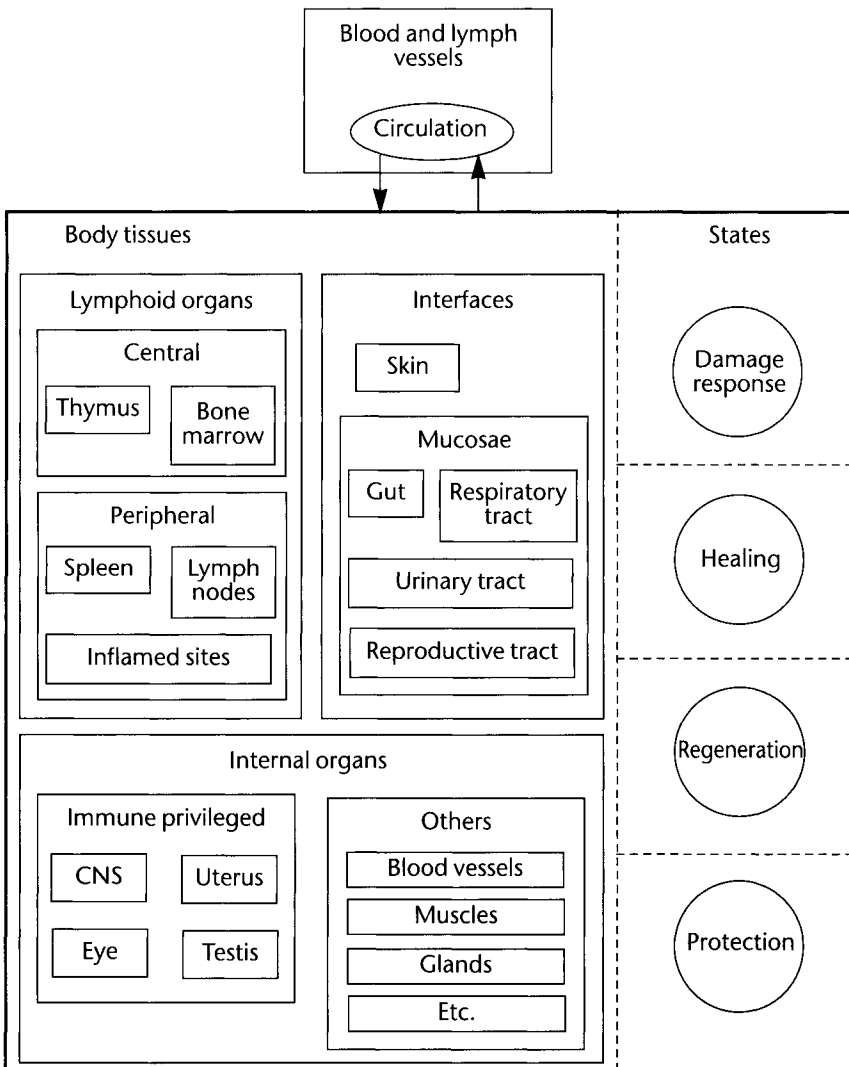 Blood and lymph
vessels
Circulation
Body tissues
States
Lymphoid organs
Central
Thymus
Bone
marrow
Peripheral
Spleen
Lymph
nodes
Inflamed sites
Interfaces
Skin
Mucosae
Gut
Respiratory
tract
Urinary tract
Reproductive tract
Internal organs
Immune privileged
CNS
Uterus
Eye
Testis
Others
Blood vessels
Muscles
Glands
Etc.
Damage
response
Healing
Regeneration
Protection